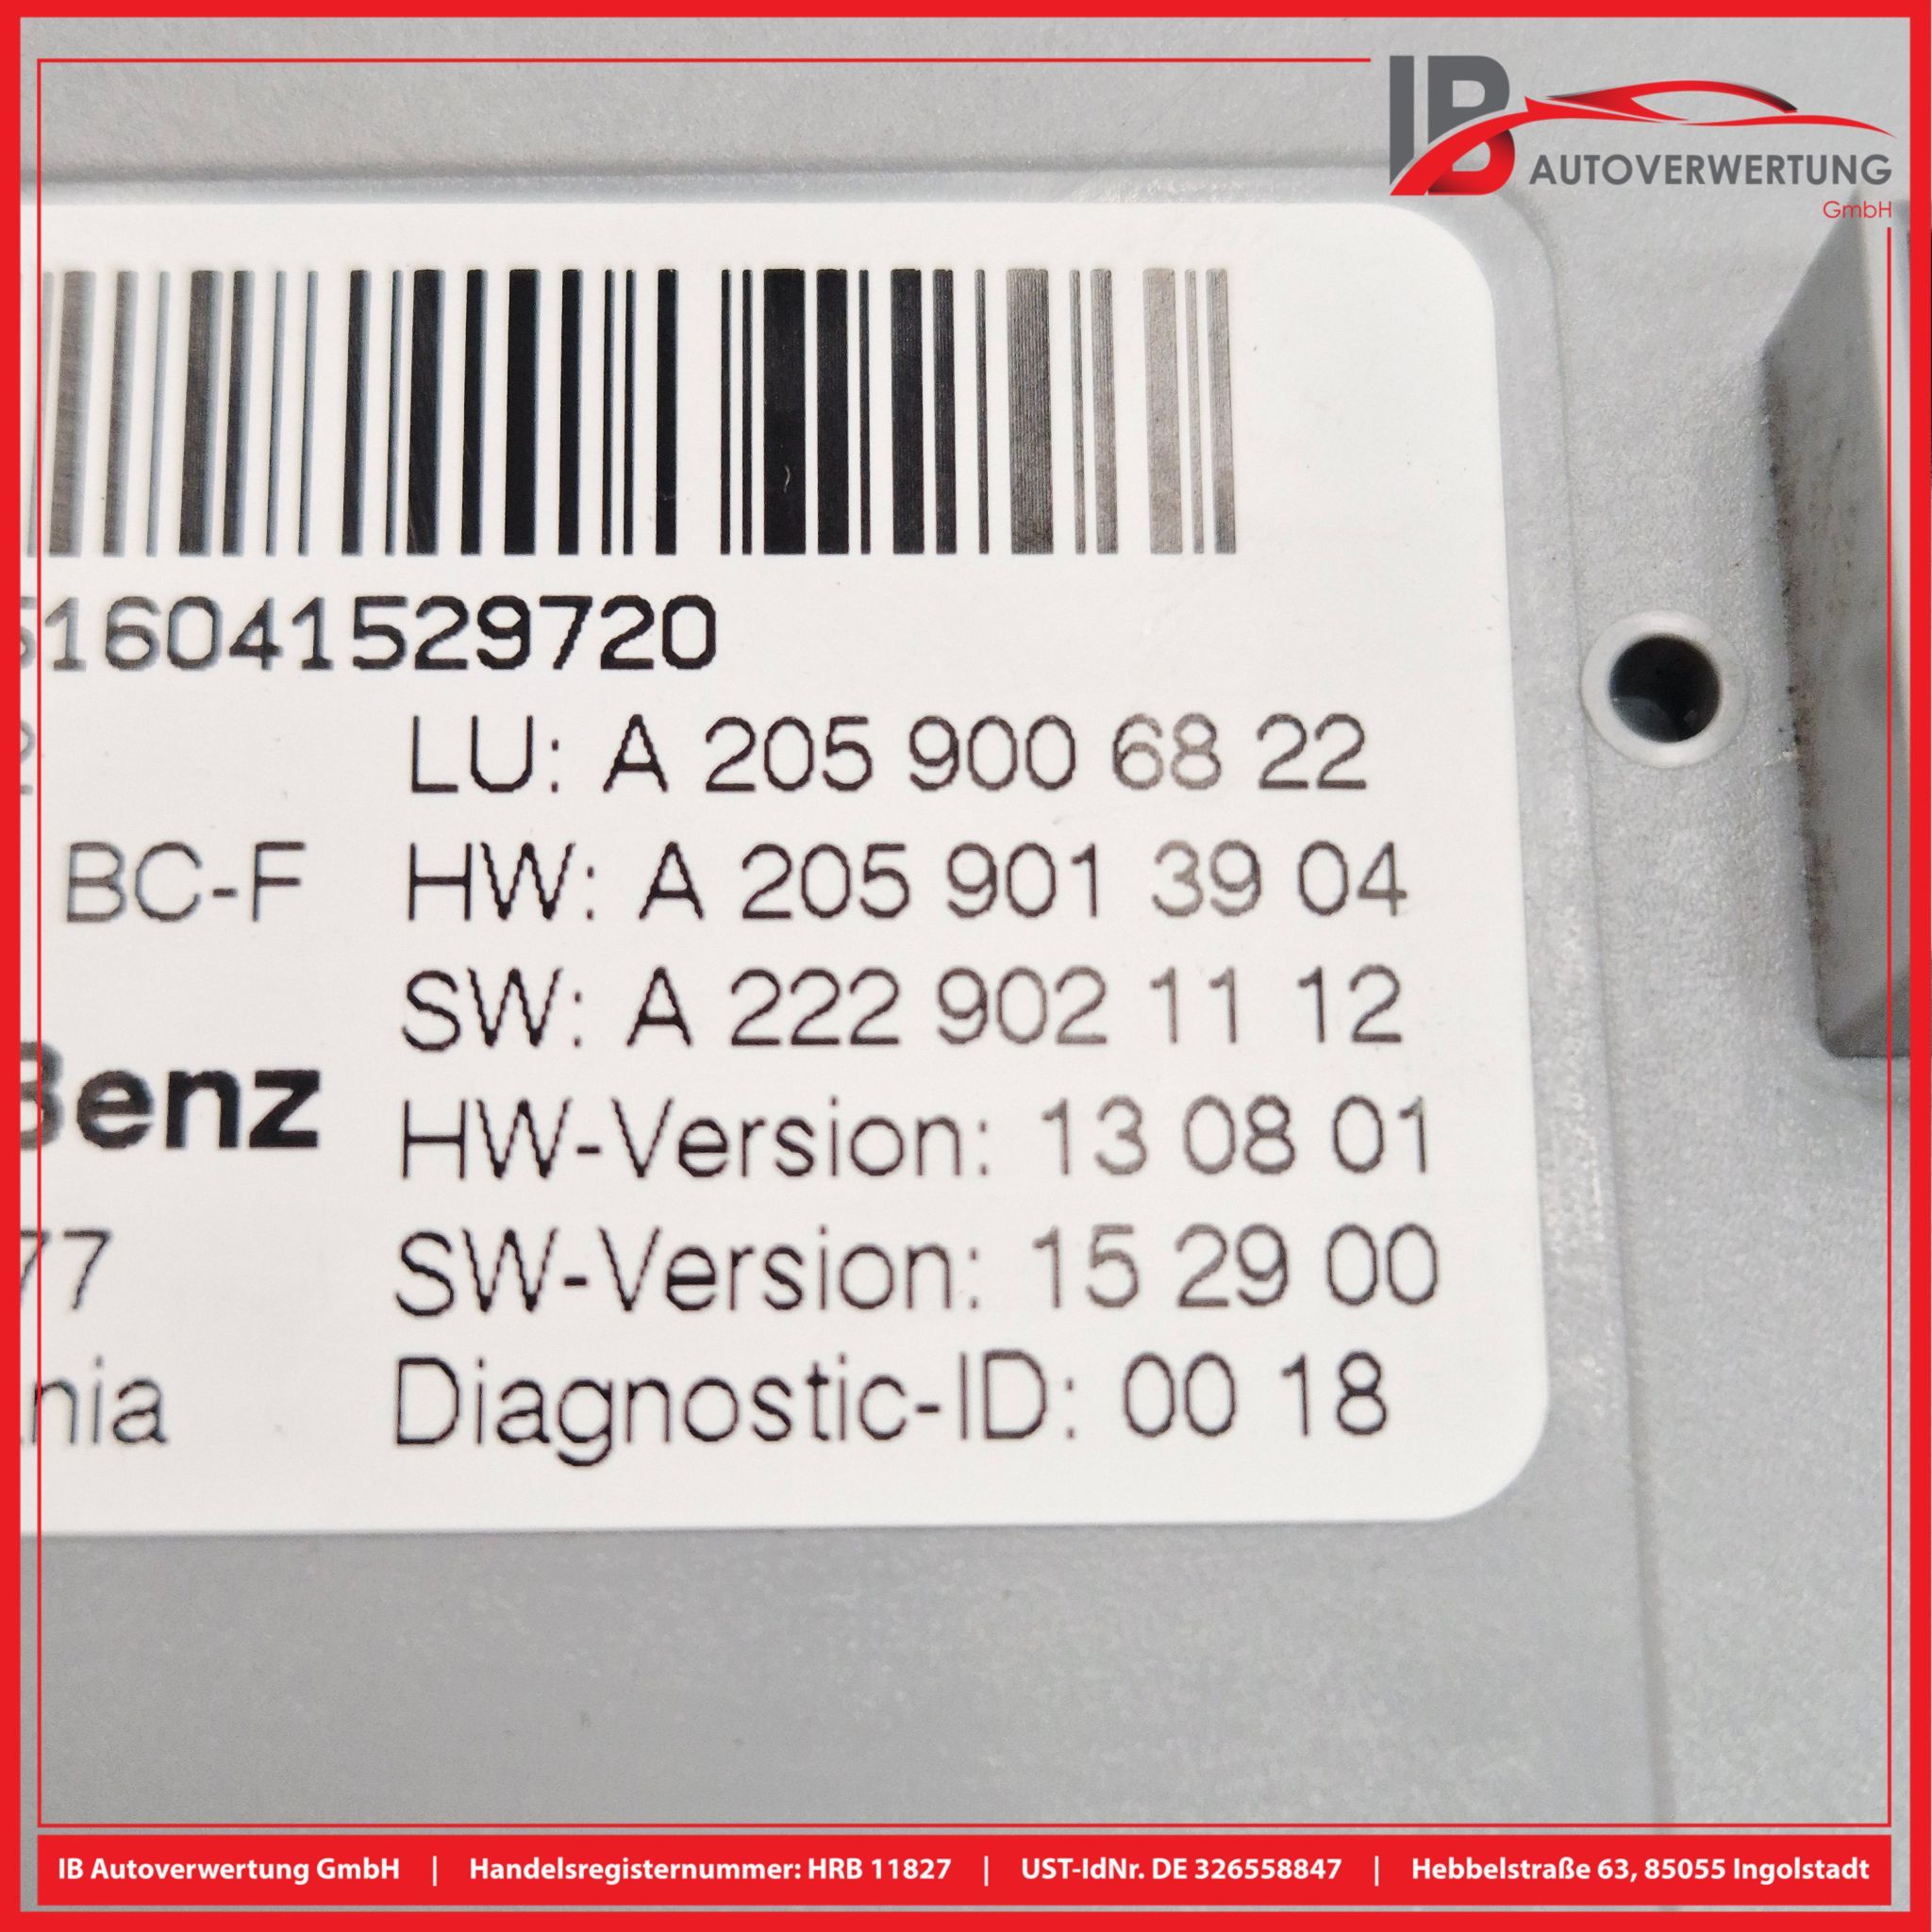 IB
AUTOVERWERTUNG
GmbH
16041529720
LU: A 205 900 68 22
BC-F HW: A 205 901 39 04
SW: A 222 902 11 12
Benz HW-Version: 13 08 01
77 SW-Version: 15 29 00
nia Diagnostic-ID: 00 18
IB Autoverwertung GmbH | Handelsregisternummer: HRB 11827 | UST-IdNr. DE 326558847 | Hebbelstraße 63, 85055 Ingolstadt